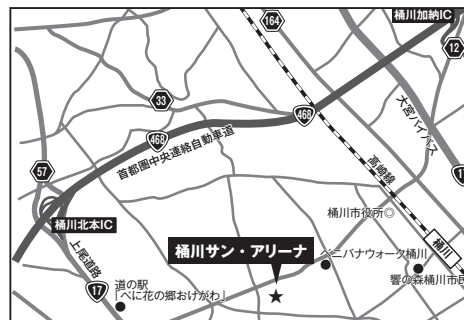 164
桶川加納IC
12
33
468
468
大宮バイパス
首都圏中央連絡自動車道
57
高崎線
17
桶川市役所◎
桶川北本IC
桶川
桶川サン・アリーナ
ベニバナウォーク桶川
上尾道路
響の森桶川市民
道の駅
「べに花の郷おけがわ」
17